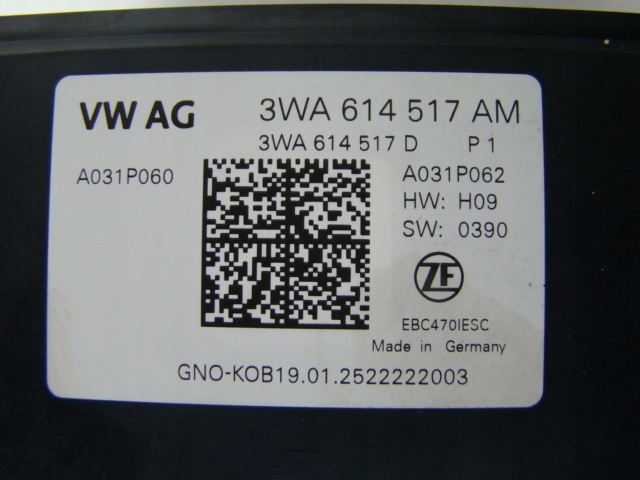 VW AG 3WA 614 517 AM
3WA 614 517 D P 1
A031P060 A031P062
HW: H09
SW: 0390
ZF
EBC470IESC
Made in Germany
GNO-KOB19.01.2522222003